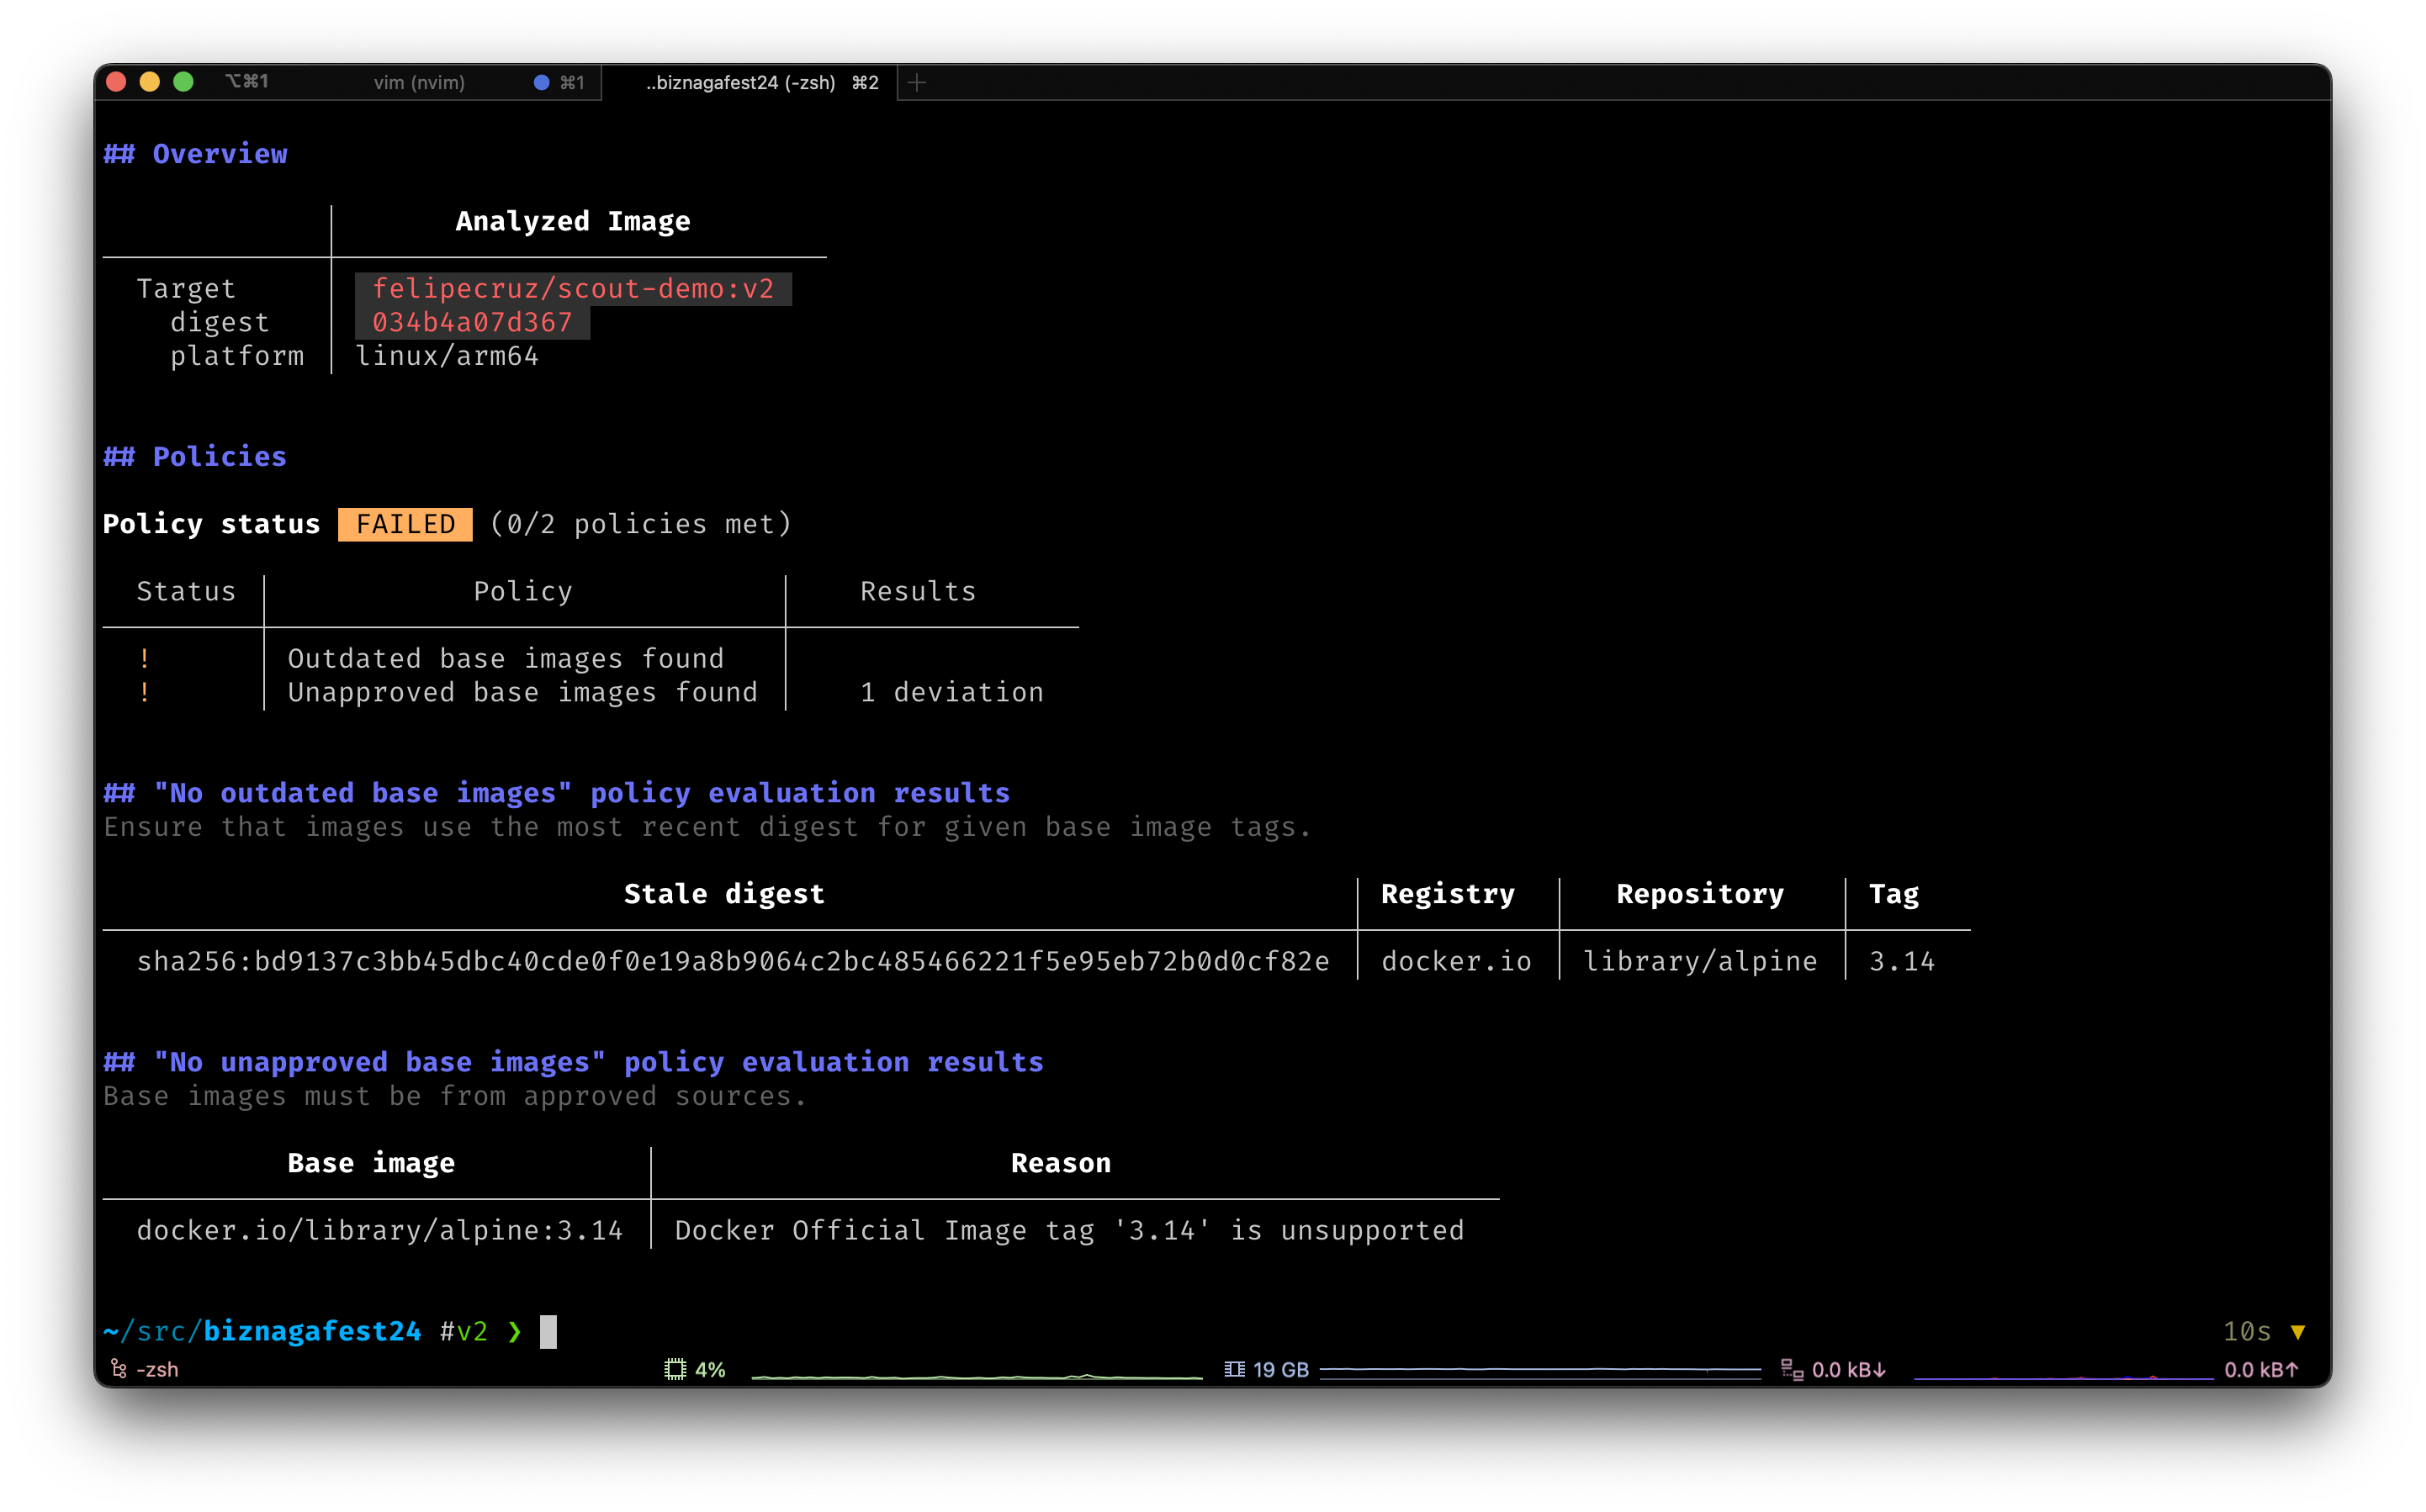 ⌥⌘1 vim (nvim) ⌘1 ..biznagafest24 (-zsh) ⌘2 +
## Overview
Analyzed Image
Target felipecruz/scout-demo:v2
digest 034b4a07d367
platform linux/arm64
## Policies
Policy status FAILED (0/2 policies met)
Status Policy Results
! Outdated base images found
! Unapproved base images found 1 deviation
## "No outdated base images" policy evaluation results
Ensure that images use the most recent digest for given base image tags.
Stale digest Registry Repository Tag
sha256:bd9137c3bb45dbc40cde0f0e19a8b9064c2bc485466221f5e95eb72b0d0cf82e docker.io library/alpine 3.14
## "No unapproved base images" policy evaluation results
Base images must be from approved sources.
Base image Reason
docker.io/library/alpine:3.14 Docker Official Image tag '3.14' is unsupported
~/src/biznagafest24 #v2 ❯ 10s ▼
-zsh 4% 19 GB 0.0 kB↓ 0.0 kB↑